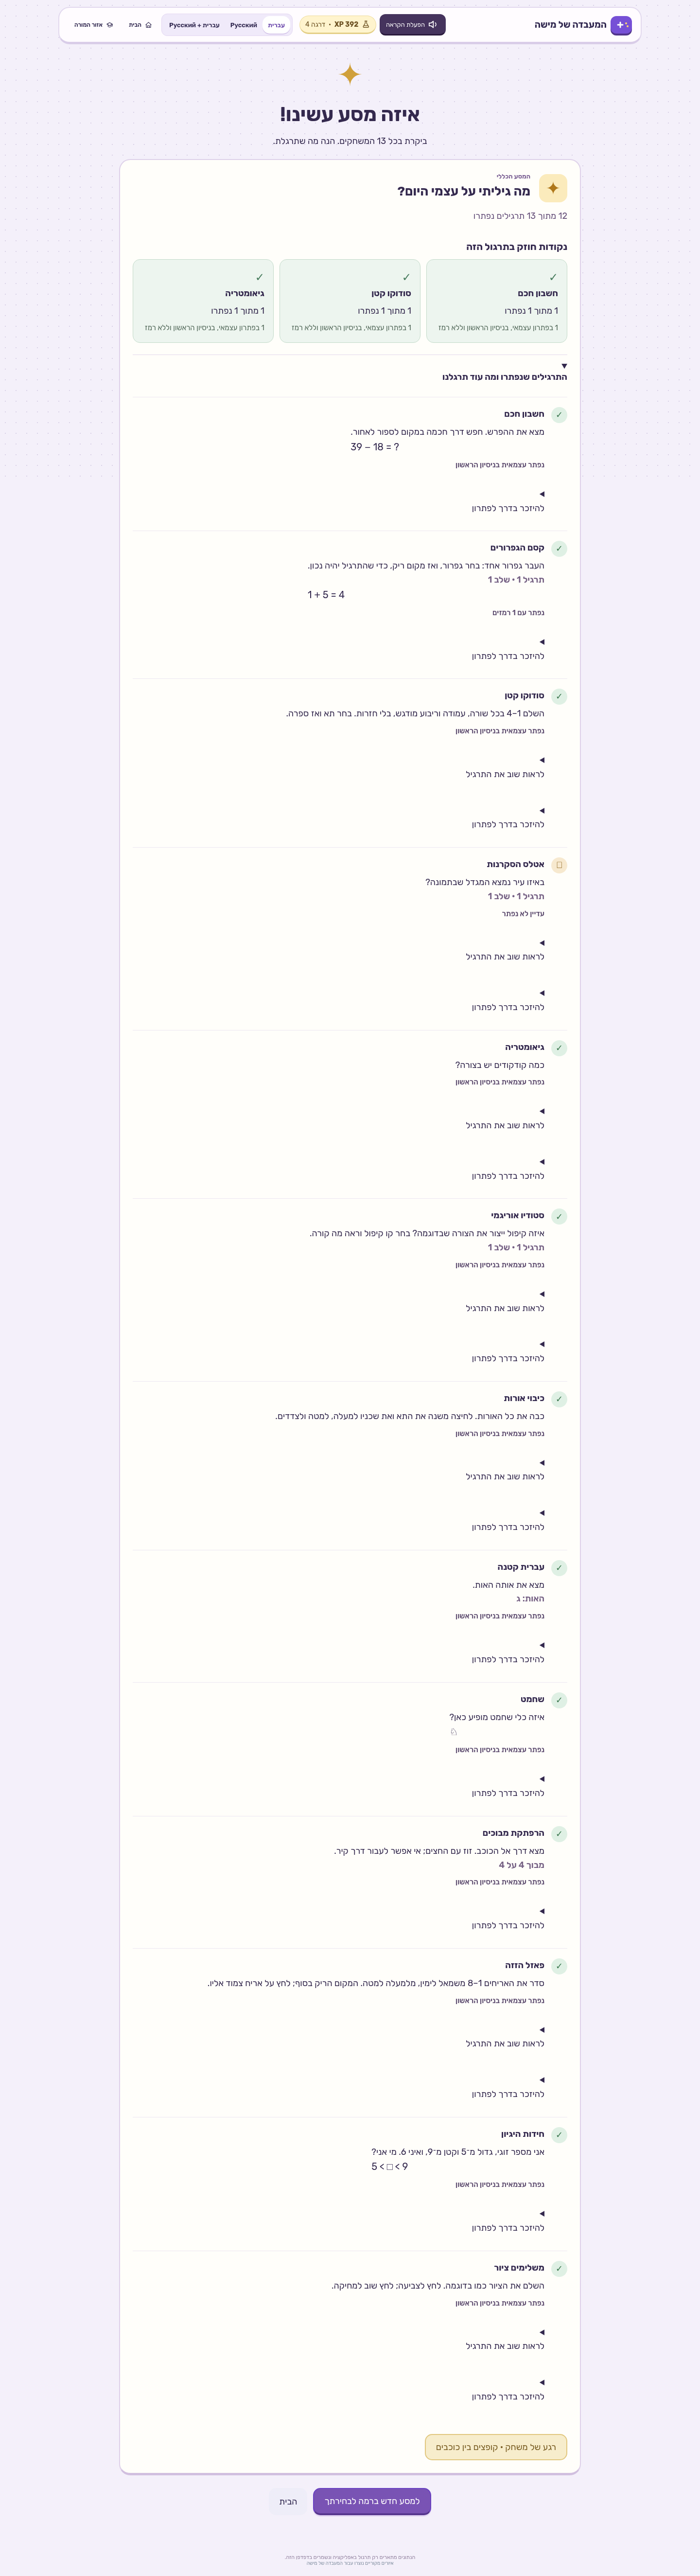 המעבדה של מישה
הפעלת הקראה
392 XP • דרגה 4
עברית
Русский
עברית + Русский
הבית
אזור המורה
איזה מסע עשינו!
ביקרת בכל 13 המשחקים. הנה מה שתרגלת.
המסע הכללי
מה גיליתי על עצמי היום?
12 מתוך 13 תרגילים נפתרו
נקודות חוזק בתרגול הזה
✓
חשבון חכם
1 מתוך 1 נפתרו
1 בפתרון עצמאי, בניסיון הראשון וללא רמז
✓
סודוקו קטן
1 מתוך 1 נפתרו
1 בפתרון עצמאי, בניסיון הראשון וללא רמז
✓
גיאומטריה
1 מתוך 1 נפתרו
1 בפתרון עצמאי, בניסיון הראשון וללא רמז
התרגילים שנפתרו ומה עוד תרגלנו
חשבון חכם
מצא את ההפרש. חפש דרך חכמה במקום לספור לאחור.
39 − 18 = ?
נפתר עצמאית בניסיון הראשון
להיזכר בדרך לפתרון
קסם הגפרורים
העבר גפרור אחד: בחר גפרור, ואז מקום ריק, כדי שהתרגיל יהיה נכון.
תרגיל 1 • שלב 1
1 + 5 = 4
נפתר עם 1 רמזים
להיזכר בדרך לפתרון
סודוקו קטן
השלם 1–4 בכל שורה, עמודה וריבוע מודגש, בלי חזרות. בחר תא ואז ספרה.
נפתר עצמאית בניסיון הראשון
לראות שוב את התרגיל
להיזכר בדרך לפתרון
אטלס הסקרנות
באיזו עיר נמצא המגדל שבתמונה?
תרגיל 1 • שלב 1
עדיין לא נפתר
לראות שוב את התרגיל
להיזכר בדרך לפתרון
גיאומטריה
כמה קודקודים יש בצורה?
נפתר עצמאית בניסיון הראשון
לראות שוב את התרגיל
להיזכר בדרך לפתרון
סטודיו אוריגמי
איזה קיפול ייצור את הצורה שבדוגמה? בחר קו קיפול וראה מה קורה.
תרגיל 1 • שלב 1
נפתר עצמאית בניסיון הראשון
לראות שוב את התרגיל
להיזכר בדרך לפתרון
כיבוי אורות
כבה את כל האורות. לחיצה משנה את התא ואת שכניו למעלה, למטה ולצדדים.
נפתר עצמאית בניסיון הראשון
לראות שוב את התרגיל
להיזכר בדרך לפתרון
עברית קטנה
מצא את אותה האות.
האות: ג
נפתר עצמאית בניסיון הראשון
להיזכר בדרך לפתרון
שחמט
איזה כלי שחמט מופיע כאן?
♘
נפתר עצמאית בניסיון הראשון
להיזכר בדרך לפתרון
הרפתקת מבוכים
מצא דרך אל הכוכב. זוז עם החצים; אי אפשר לעבור דרך קיר.
מבוך 4 על 4
נפתר עצמאית בניסיון הראשון
להיזכר בדרך לפתרון
פאזל הזזה
סדר את האריחים 1–8 משמאל לימין, מלמעלה למטה. המקום הריק בסוף; לחץ על אריח צמוד אליו.
נפתר עצמאית בניסיון הראשון
לראות שוב את התרגיל
להיזכר בדרך לפתרון
חידות היגיון
אני מספר זוגי, גדול מ־5 וקטן מ־9, ואיני 6. מי אני?
5 < □ < 9
נפתר עצמאית בניסיון הראשון
להיזכר בדרך לפתרון
משלימים ציור
השלם את הציור כמו בדוגמה. לחץ לצביעה; לחץ שוב למחיקה.
נפתר עצמאית בניסיון הראשון
לראות שוב את התרגיל
להיזכר בדרך לפתרון
רגע של משחק • קופצים בין כוכבים
למסע חדש ברמה לבחירתך
הבית